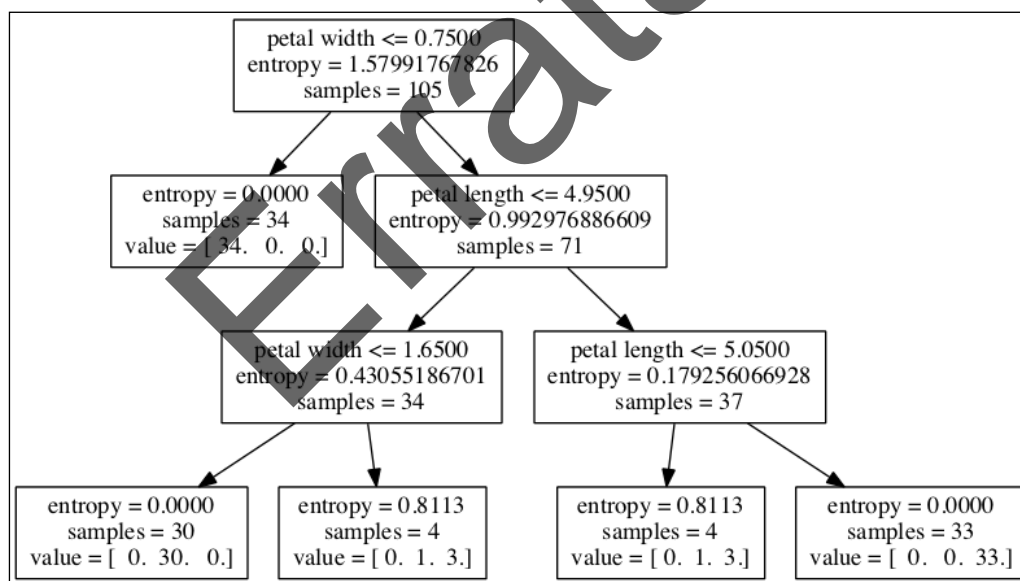 petal width <= 0.7500
entropy = 1.57991767826
samples = 105
entropy = 0.0000
samples = 34
value = [ 34. 0. 0.]
petal length <= 4.9500
entropy = 0.992976886609
samples = 71
petal width <= 1.6500
entropy = 0.43055186701
samples = 34
petal length <= 5.0500
entropy = 0.179256066928
samples = 37
entropy = 0.0000
samples = 30
value = [ 0. 30. 0.]
entropy = 0.8113
samples = 4
value = [ 0. 1. 3.]
entropy = 0.8113
samples = 4
value = [ 0. 1. 3.]
entropy = 0.0000
samples = 33
value = [ 0. 0. 33.]